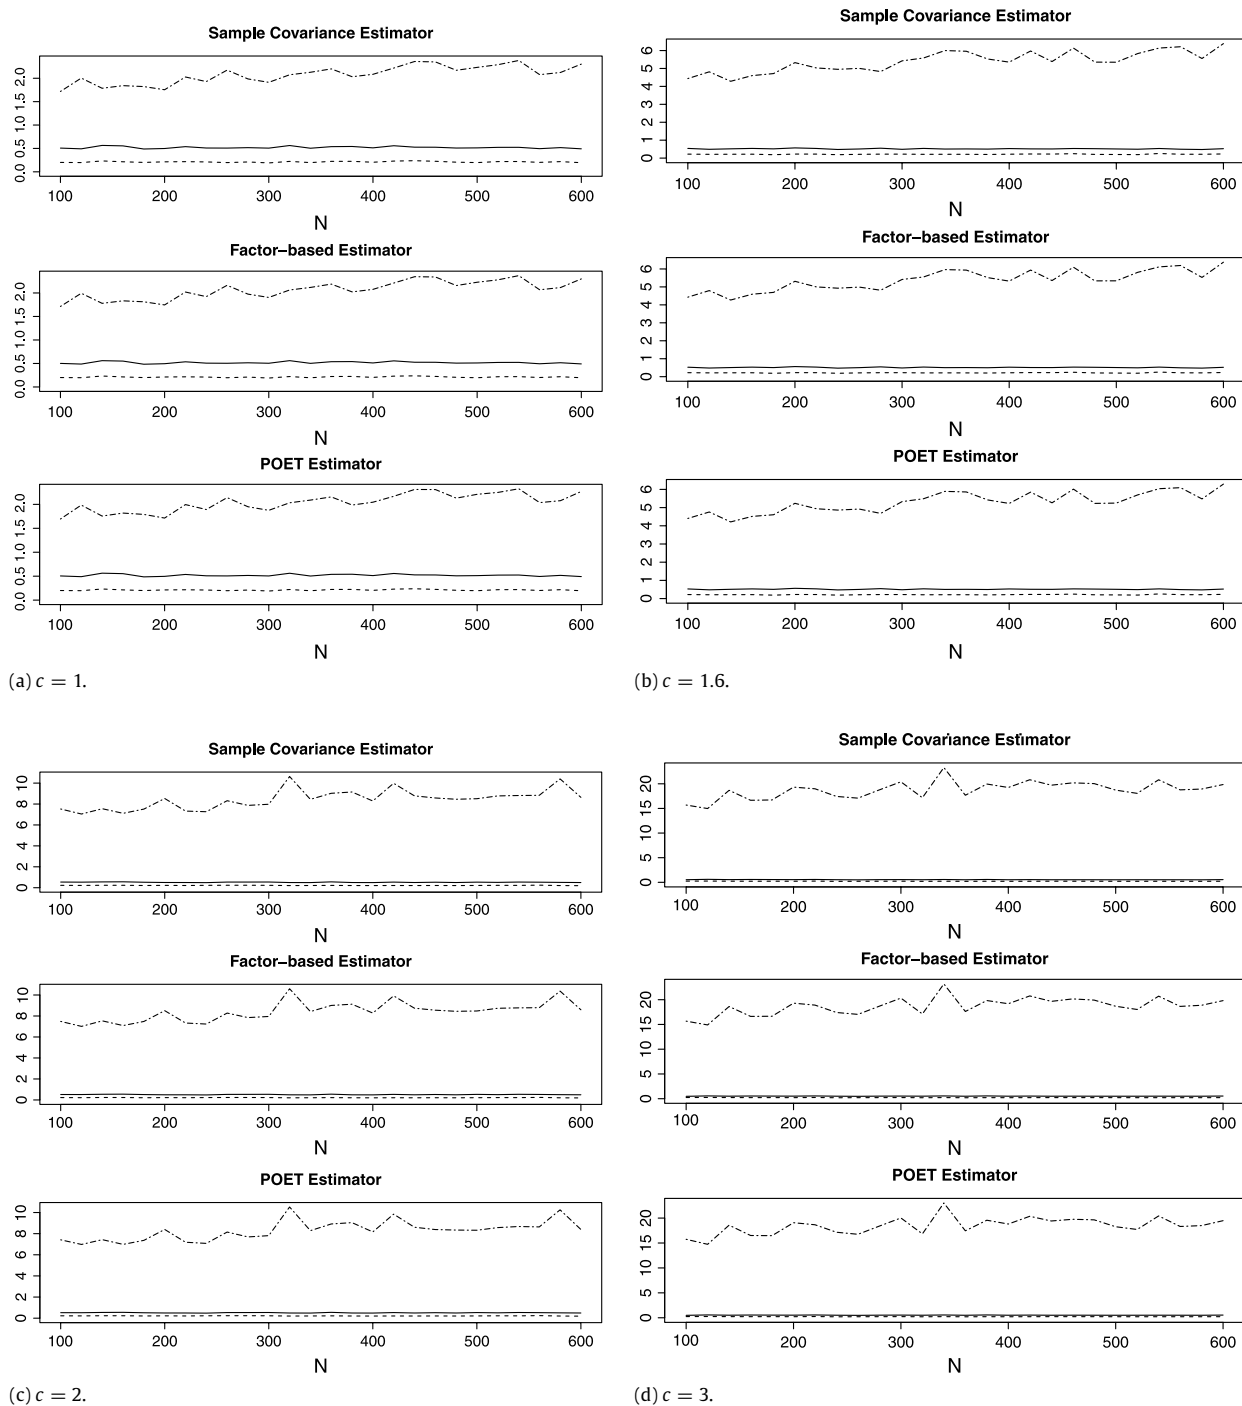 Sample Covariance Estimator
0.0 0.5 1.0 1.5 2.0
100 200 300 400 500 600
N
Factor–based Estimator
0.0 0.5 1.0 1.5 2.0
100 200 300 400 500 600
N
POET Estimator
0.0 0.5 1.0 1.5 2.0
100 200 300 400 500 600
N
(a) c = 1.
Sample Covariance Estimator
0 1 2 3 4 5 6
100 200 300 400 500 600
N
Factor–based Estimator
0 1 2 3 4 5 6
100 200 300 400 500 600
N
POET Estimator
0 1 2 3 4 5 6
100 200 300 400 500 600
N
(b) c = 1.6.
Sample Covariance Estimator
0 2 4 6 8 10
100 200 300 400 500 600
N
Factor–based Estimator
0 2 4 6 8 10
100 200 300 400 500 600
N
POET Estimator
0 2 4 6 8 10
100 200 300 400 500 600
N
(c) c = 2.
Sample Covariance Estimator
0 5 10 15 20
100 200 300 400 500 600
N
Factor–based Estimator
0 5 10 15 20
100 200 300 400 500 600
N
POET Estimator
0 5 10 15 20
100 200 300 400 500 600
N
(d) c = 3.